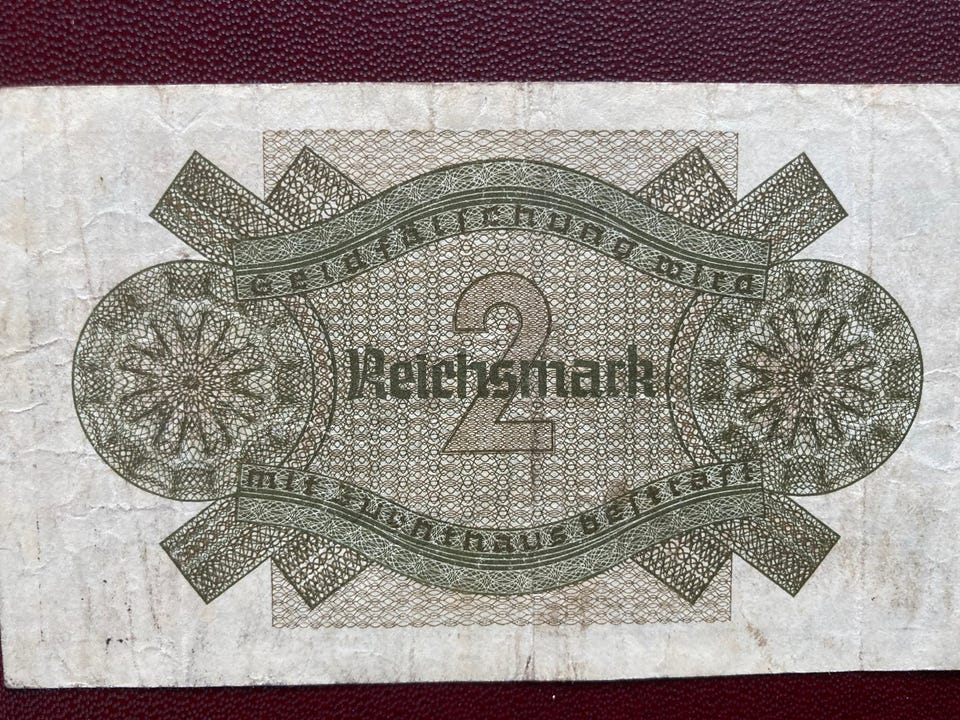 Geldfälschung wird
2
Reichsmark
mit Zuchthaus bestraft